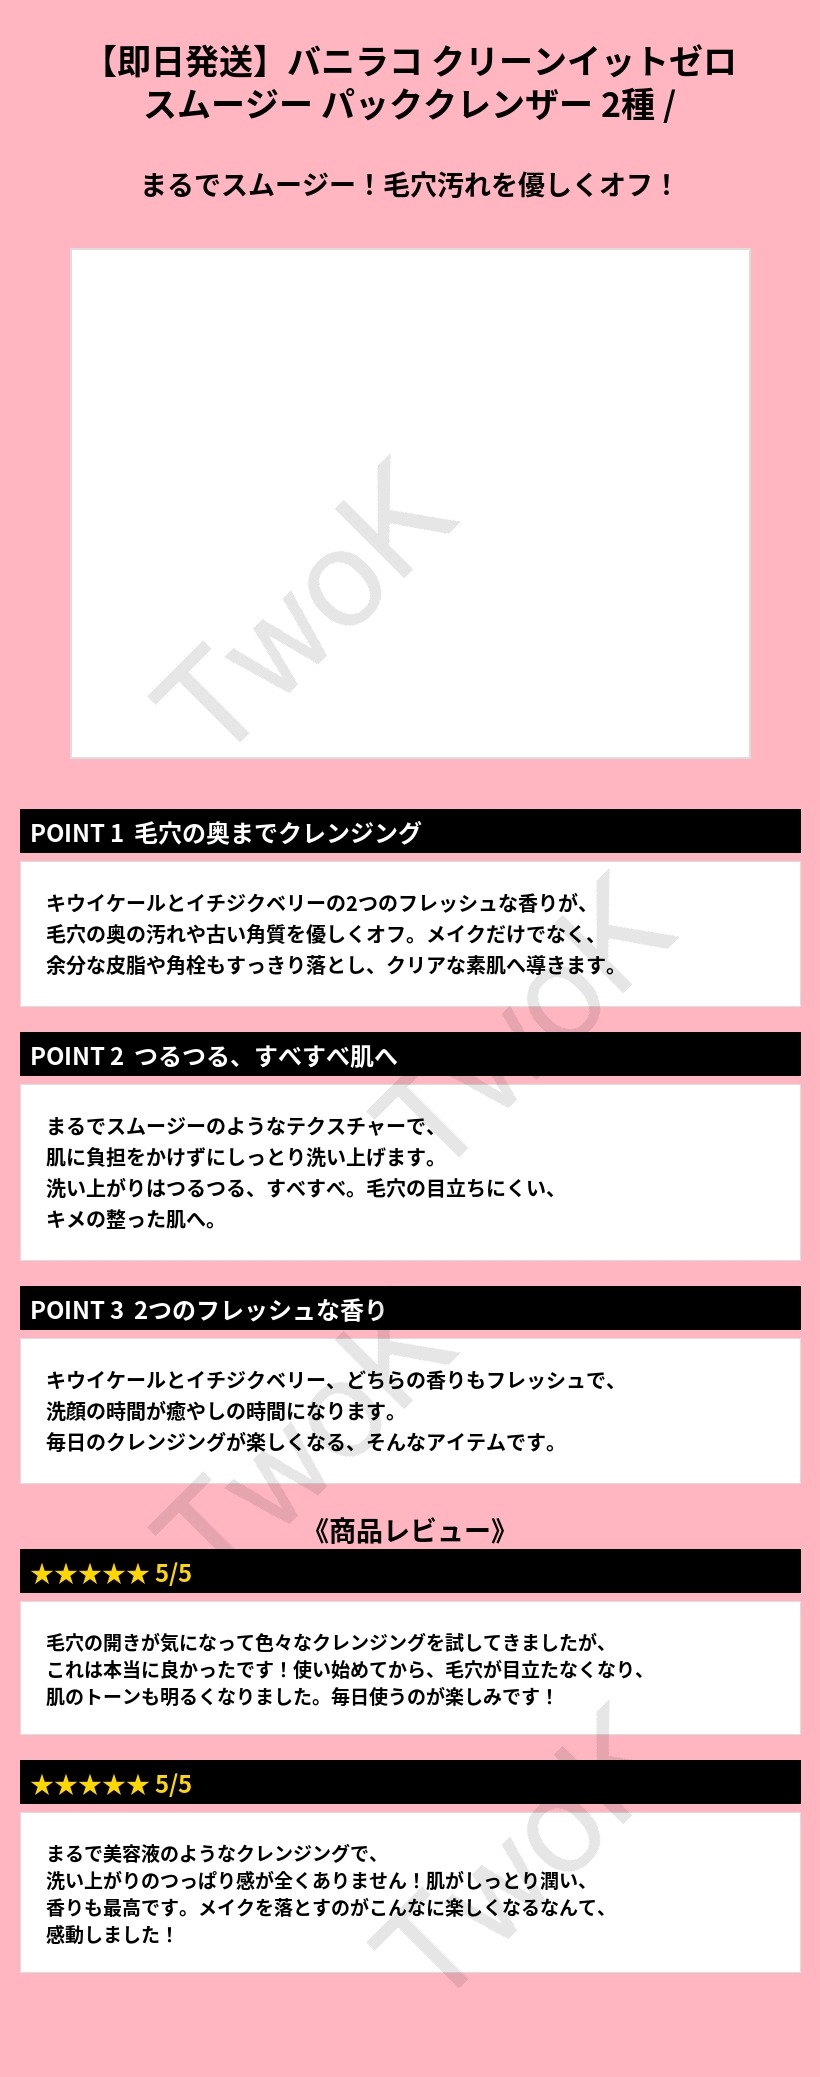 【即日発送】バニラコ クリーンイットゼロ
スムージー パッククレンザー 2種 /
まるでスムージー！毛穴汚れを優しくオフ！
TwoK
POINT 1 毛穴の奥までクレンジング
キウイケールとイチジクベリーの2つのフレッシュな香りが、
毛穴の奥の汚れや古い角質を優しくオフ。メイクだけでなく、
余分な皮脂や角栓もすっきり落とし、クリアな素肌へ導きます。
TwoK
POINT 2 つるつる、すべすべ肌へ
まるでスムージーのようなテクスチャーで、
肌に負担をかけずにしっとり洗い上げます。
洗い上がりはつるつる、すべすべ。毛穴の目立ちにくい、
キメの整った肌へ。
POINT 3 2つのフレッシュな香り
キウイケールとイチジクベリー、どちらの香りもフレッシュで、
洗顔の時間が癒やしの時間になります。
毎日のクレンジングが楽しくなる、そんなアイテムです。
TwoK
《商品レビュー》
★★★★★ 5/5
毛穴の開きが気になって色々なクレンジングを試してきましたが、
これは本当に良かったです！使い始めてから、毛穴が目立たなくなり、
肌のトーンも明るくなりました。毎日使うのが楽しみです！
★★★★★ 5/5
まるで美容液のようなクレンジングで、
洗い上がりのつっぱり感が全くありません！肌がしっとり潤い、
香りも最高です。メイクを落とすのがこんなに楽しくなるなんて、
感動しました！
TwoK